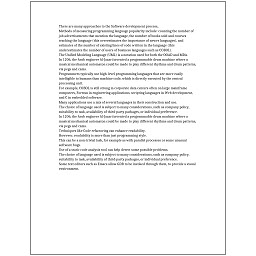 There are many approaches to the Software development process.
Methods of measuring programming language popularity include: counting the number of
job advertisements that mention the language, the number of books sold and courses
teaching the language (this overestimates the importance of newer languages), and
estimates of the number of existing lines of code written in the language (this
underestimates the number of users of business languages such as COBOL).
The Unified Modeling Language (UML) is a notation used for both the OOAD and MDA.
In 1206, the Arab engineer Al-Jazari invented a programmable drum machine where a
musical mechanical automaton could be made to play different rhythms and drum patterns,
via pegs and cams.
Programmers typically use high-level programming languages that are more easily
intelligible to humans than machine code, which is directly executed by the central
processing unit.
For example, COBOL is still strong in corporate data centers often on large mainframe
computers, Fortran in engineering applications, scripting languages in Web development,
and C in embedded software.
Many applications use a mix of several languages in their construction and use.
The choice of language used is subject to many considerations, such as company policy,
suitability to task, availability of third-party packages, or individual preference.
In 1206, the Arab engineer Al-Jazari invented a programmable drum machine where a
musical mechanical automaton could be made to play different rhythms and drum patterns,
via pegs and cams.
Techniques like Code refactoring can enhance readability.
However, readability is more than just programming style.
This can be a non-trivial task, for example as with parallel processes or some unusual
software bugs.
Use of a static code analysis tool can help detect some possible problems.
The choice of language used is subject to many considerations, such as company policy,
suitability to task, availability of third-party packages, or individual preference.
Some text editors such as Emacs allow GDB to be invoked through them, to provide a visual
environment.